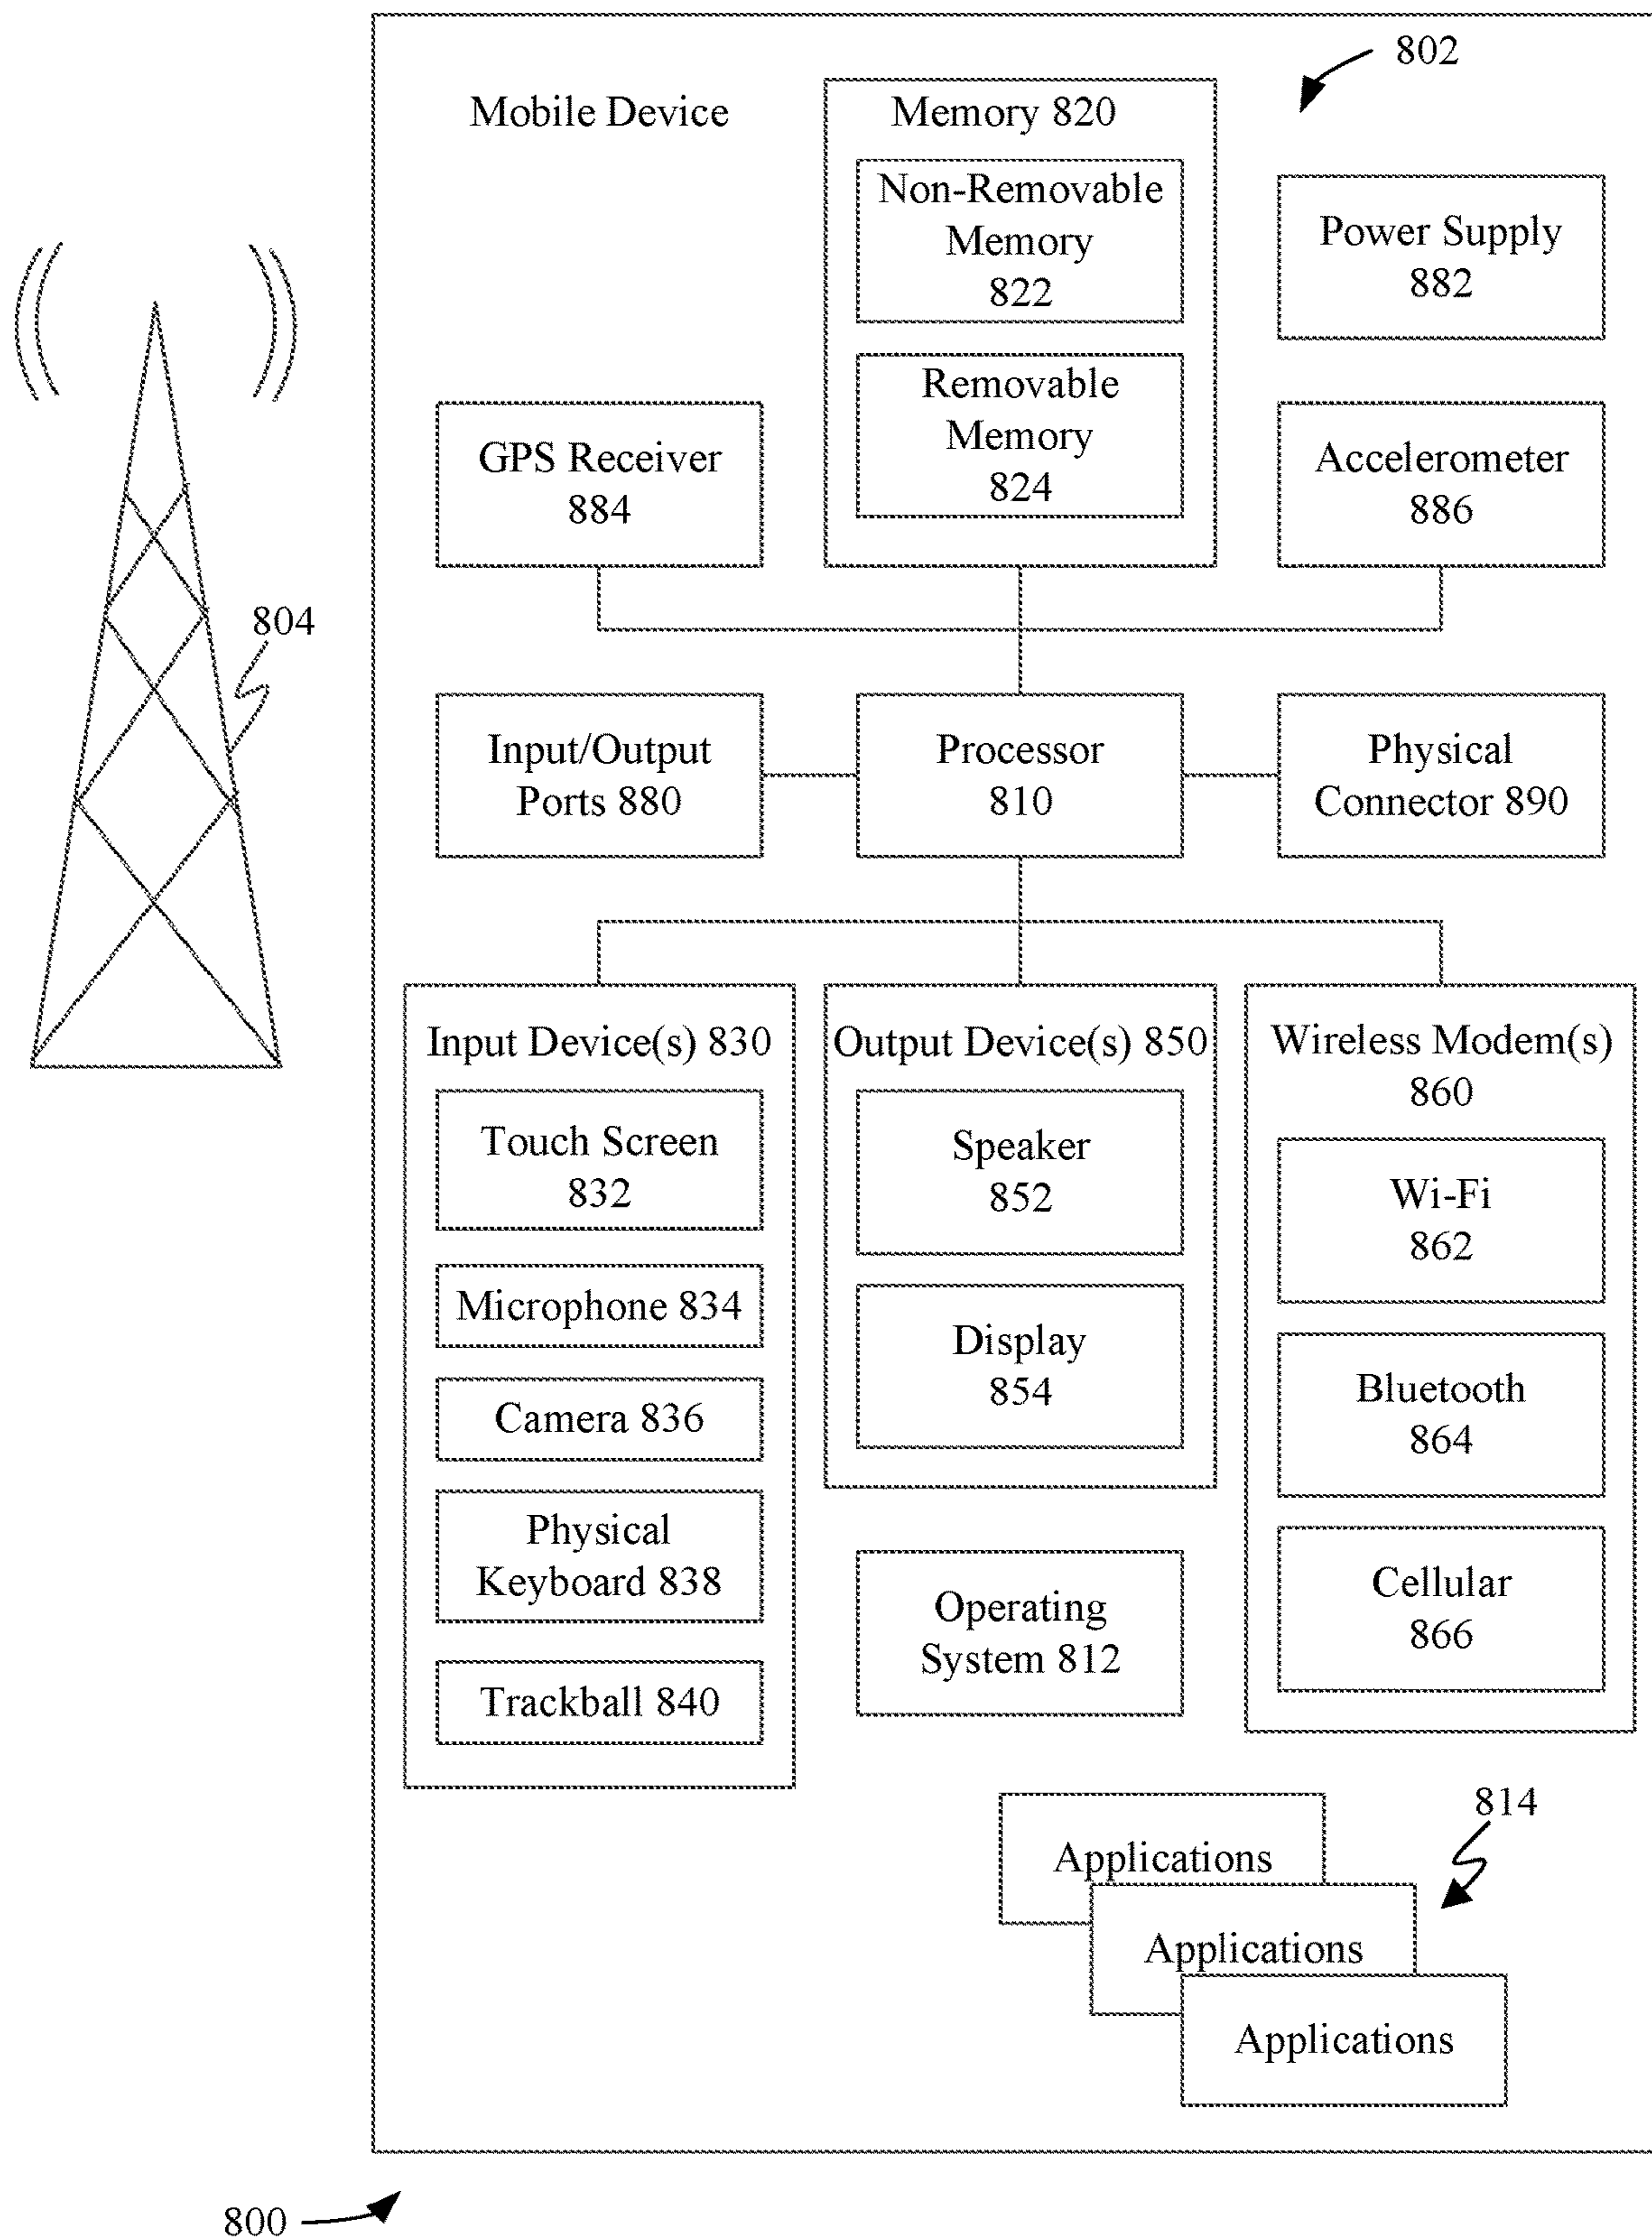 802
Mobile Device
Memory 820
Non-Removable
Memory
822
Power Supply
882
Removable
Memory
824
GPS Receiver
884
Accelerometer
886
804
Input/Output
Ports 880
Processor
810
Physical
Connector 890
Input Device(s) 830
Touch Screen
832
Microphone 834
Camera 836
Physical
Keyboard 838
Trackball 840
Output Device(s) 850
Speaker
852
Display
854
Operating
System 812
Wireless Modem(s)
860
Wi-Fi
862
Bluetooth
864
Cellular
866
814
Applications
Applications
Applications
800